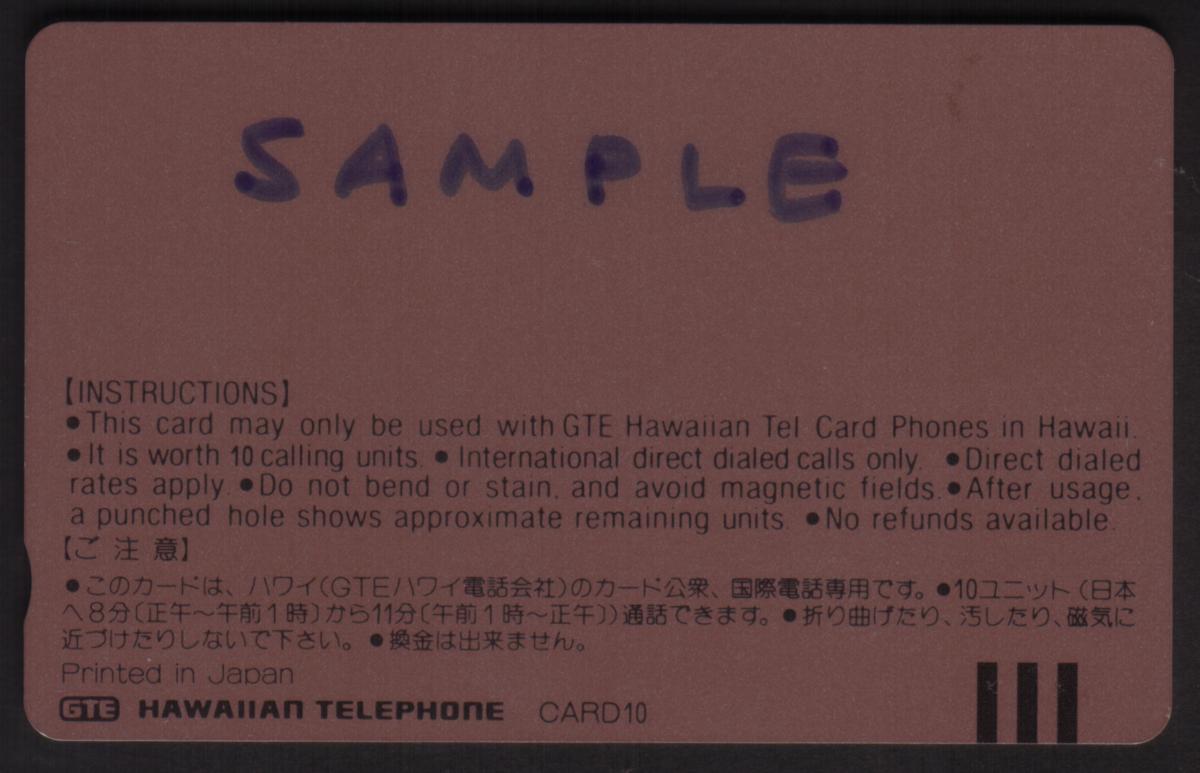 SAMPLE
【INSTRUCTIONS】
●This card may only be used with GTE Hawaiian Tel Card Phones in Hawaii.
●It is worth 10 calling units. ●International direct dialed calls only. ●Direct dialed
rates apply. ●Do not bend or stain, and avoid magnetic fields. ●After usage,
a punched hole shows approximate remaining units. ●No refunds available.
【ご注意】
●このカードは、ハワイ(GTEハワイ電話会社)のカード公衆、国際電話専用です。●10ユニット(日本
へ8分〔正午〜午前1時〕から11分〔午前1時〜正午〕)通話できます。●折り曲げたり、汚したり、磁気に
近づけたりしないで下さい。●換金は出来ません。
Printed in Japan
GTE HAWAIIAN TELEPHONE CARD10